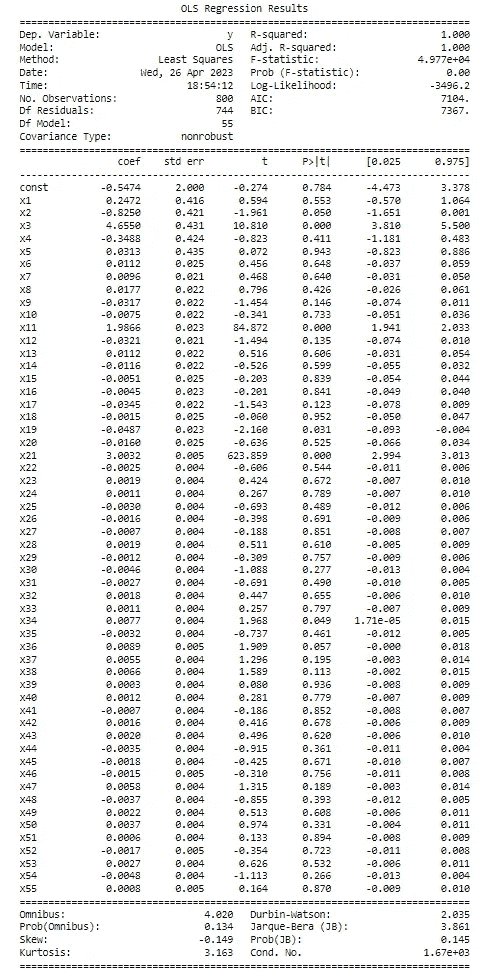 OLS Regression Results
Dep. Variable: y R-squared: 1.000
Model: OLS Adj. R-squared: 1.000
Method: Least Squares F-statistic: 4.977e+04
Date: Wed, 26 Apr 2023 Prob (F-statistic): 0.00
Time: 18:54:12 Log-Likelihood: -3496.2
No. Observations: 800 AIC: 7104.
Df Residuals: 744 BIC: 7367.
Df Model: 55
Covariance Type: nonrobust
coef std err t P>|t| [0.025 0.975]
const -0.5474 2.000 -0.274 0.784 -4.473 3.378
x1 0.2472 0.416 0.594 0.553 -0.570 1.064
x2 -0.8250 0.421 -1.961 0.050 -1.651 0.001
x3 4.6550 0.431 10.810 0.000 3.810 5.500
x4 -0.3488 0.424 -0.823 0.411 -1.181 0.483
x5 0.0313 0.435 0.072 0.943 -0.823 0.886
x6 0.0112 0.025 0.456 0.648 -0.037 0.059
x7 0.0096 0.021 0.468 0.640 -0.031 0.050
x8 0.0177 0.022 0.796 0.426 -0.026 0.061
x9 -0.0317 0.022 -1.454 0.146 -0.074 0.011
x10 -0.0075 0.022 -0.341 0.733 -0.051 0.036
x11 1.9866 0.023 84.872 0.000 1.941 2.033
x12 -0.0321 0.021 -1.494 0.135 -0.074 0.010
x13 0.0112 0.022 0.516 0.606 -0.031 0.054
x14 -0.0116 0.022 -0.526 0.599 -0.055 0.032
x15 -0.0051 0.025 -0.203 0.839 -0.054 0.044
x16 -0.0045 0.023 -0.201 0.841 -0.049 0.040
x17 -0.0345 0.022 -1.543 0.123 -0.078 0.009
x18 -0.0015 0.025 -0.060 0.952 -0.050 0.047
x19 -0.0487 0.023 -2.160 0.031 -0.093 -0.004
x20 -0.0160 0.025 -0.636 0.525 -0.066 0.034
x21 3.0032 0.005 623.859 0.000 2.994 3.013
x22 -0.0025 0.004 -0.606 0.544 -0.011 0.006
x23 0.0019 0.004 0.424 0.672 -0.007 0.010
x24 0.0011 0.004 0.267 0.789 -0.007 0.010
x25 -0.0030 0.004 -0.693 0.489 -0.012 0.006
x26 -0.0016 0.004 -0.398 0.691 -0.009 0.006
x27 -0.0007 0.004 -0.188 0.851 -0.008 0.007
x28 0.0019 0.004 0.511 0.610 -0.005 0.009
x29 -0.0012 0.004 -0.309 0.757 -0.009 0.006
x30 -0.0046 0.004 -1.088 0.277 -0.013 0.004
x31 -0.0027 0.004 -0.691 0.490 -0.010 0.005
x32 0.0018 0.004 0.447 0.655 -0.006 0.010
x33 0.0011 0.004 0.257 0.797 -0.007 0.009
x34 0.0077 0.004 1.968 0.049 1.71e-05 0.015
x35 -0.0032 0.004 -0.737 0.461 -0.012 0.005
x36 0.0089 0.005 1.909 0.057 -0.000 0.018
x37 0.0055 0.004 1.296 0.195 -0.003 0.014
x38 0.0066 0.004 1.589 0.113 -0.002 0.015
x39 0.0003 0.004 0.080 0.936 -0.008 0.009
x40 0.0012 0.004 0.281 0.779 -0.007 0.009
x41 -0.0007 0.004 -0.186 0.852 -0.008 0.007
x42 0.0016 0.004 0.416 0.678 -0.006 0.009
x43 0.0020 0.004 0.496 0.620 -0.006 0.010
x44 -0.0035 0.004 -0.915 0.361 -0.011 0.004
x45 -0.0018 0.004 -0.425 0.671 -0.010 0.007
x46 -0.0015 0.005 -0.310 0.756 -0.011 0.008
x47 0.0058 0.004 1.315 0.189 -0.003 0.014
x48 -0.0037 0.004 -0.855 0.393 -0.012 0.005
x49 0.0022 0.004 0.513 0.608 -0.006 0.011
x50 0.0037 0.004 0.974 0.331 -0.004 0.011
x51 0.0006 0.004 0.133 0.894 -0.008 0.009
x52 -0.0017 0.005 -0.354 0.723 -0.011 0.008
x53 0.0027 0.004 0.626 0.532 -0.006 0.011
x54 -0.0048 0.004 -1.113 0.266 -0.013 0.004
x55 0.0008 0.005 0.164 0.870 -0.009 0.010
Omnibus: 4.020 Durbin-Watson: 2.035
Prob(Omnibus): 0.134 Jarque-Bera (JB): 3.861
Skew: -0.149 Prob(JB): 0.145
Kurtosis: 3.163 Cond. No. 1.67e+03